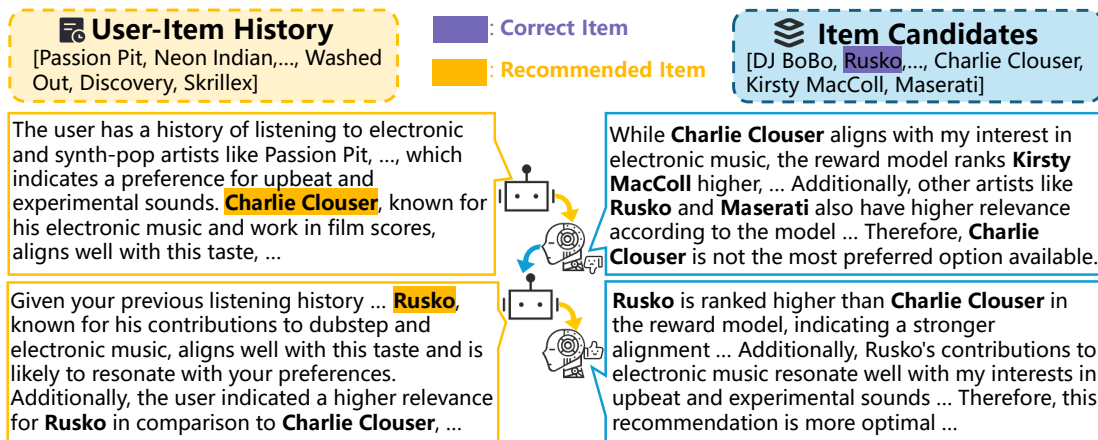 User-Item History
[Passion Pit, Neon Indian,..., Washed
Out, Discovery, Skrillex]
: Correct Item
: Recommended Item
Item Candidates
[DJ BoBo, Rusko,..., Charlie Clouser,
Kirsty MacColl, Maserati]
The user has a history of listening to electronic
and synth-pop artists like Passion Pit, ..., which
indicates a preference for upbeat and
experimental sounds. Charlie Clouser, known for
his electronic music and work in film scores,
aligns well with this taste, ...
While Charlie Clouser aligns with my interest in
electronic music, the reward model ranks Kirsty
MacColl higher, ... Additionally, other artists like
Rusko and Maserati also have higher relevance
according to the model ... Therefore, Charlie
Clouser is not the most preferred option available.
Given your previous listening history ... Rusko,
known for his contributions to dubstep and
electronic music, aligns well with this taste and is
likely to resonate with your preferences.
Additionally, the user indicated a higher relevance
for Rusko in comparison to Charlie Clouser, ...
Rusko is ranked higher than Charlie Clouser in
the reward model, indicating a stronger
alignment ... Additionally, Rusko's contributions to
electronic music resonate well with my interests in
upbeat and experimental sounds ... Therefore, this
recommendation is more optimal ...